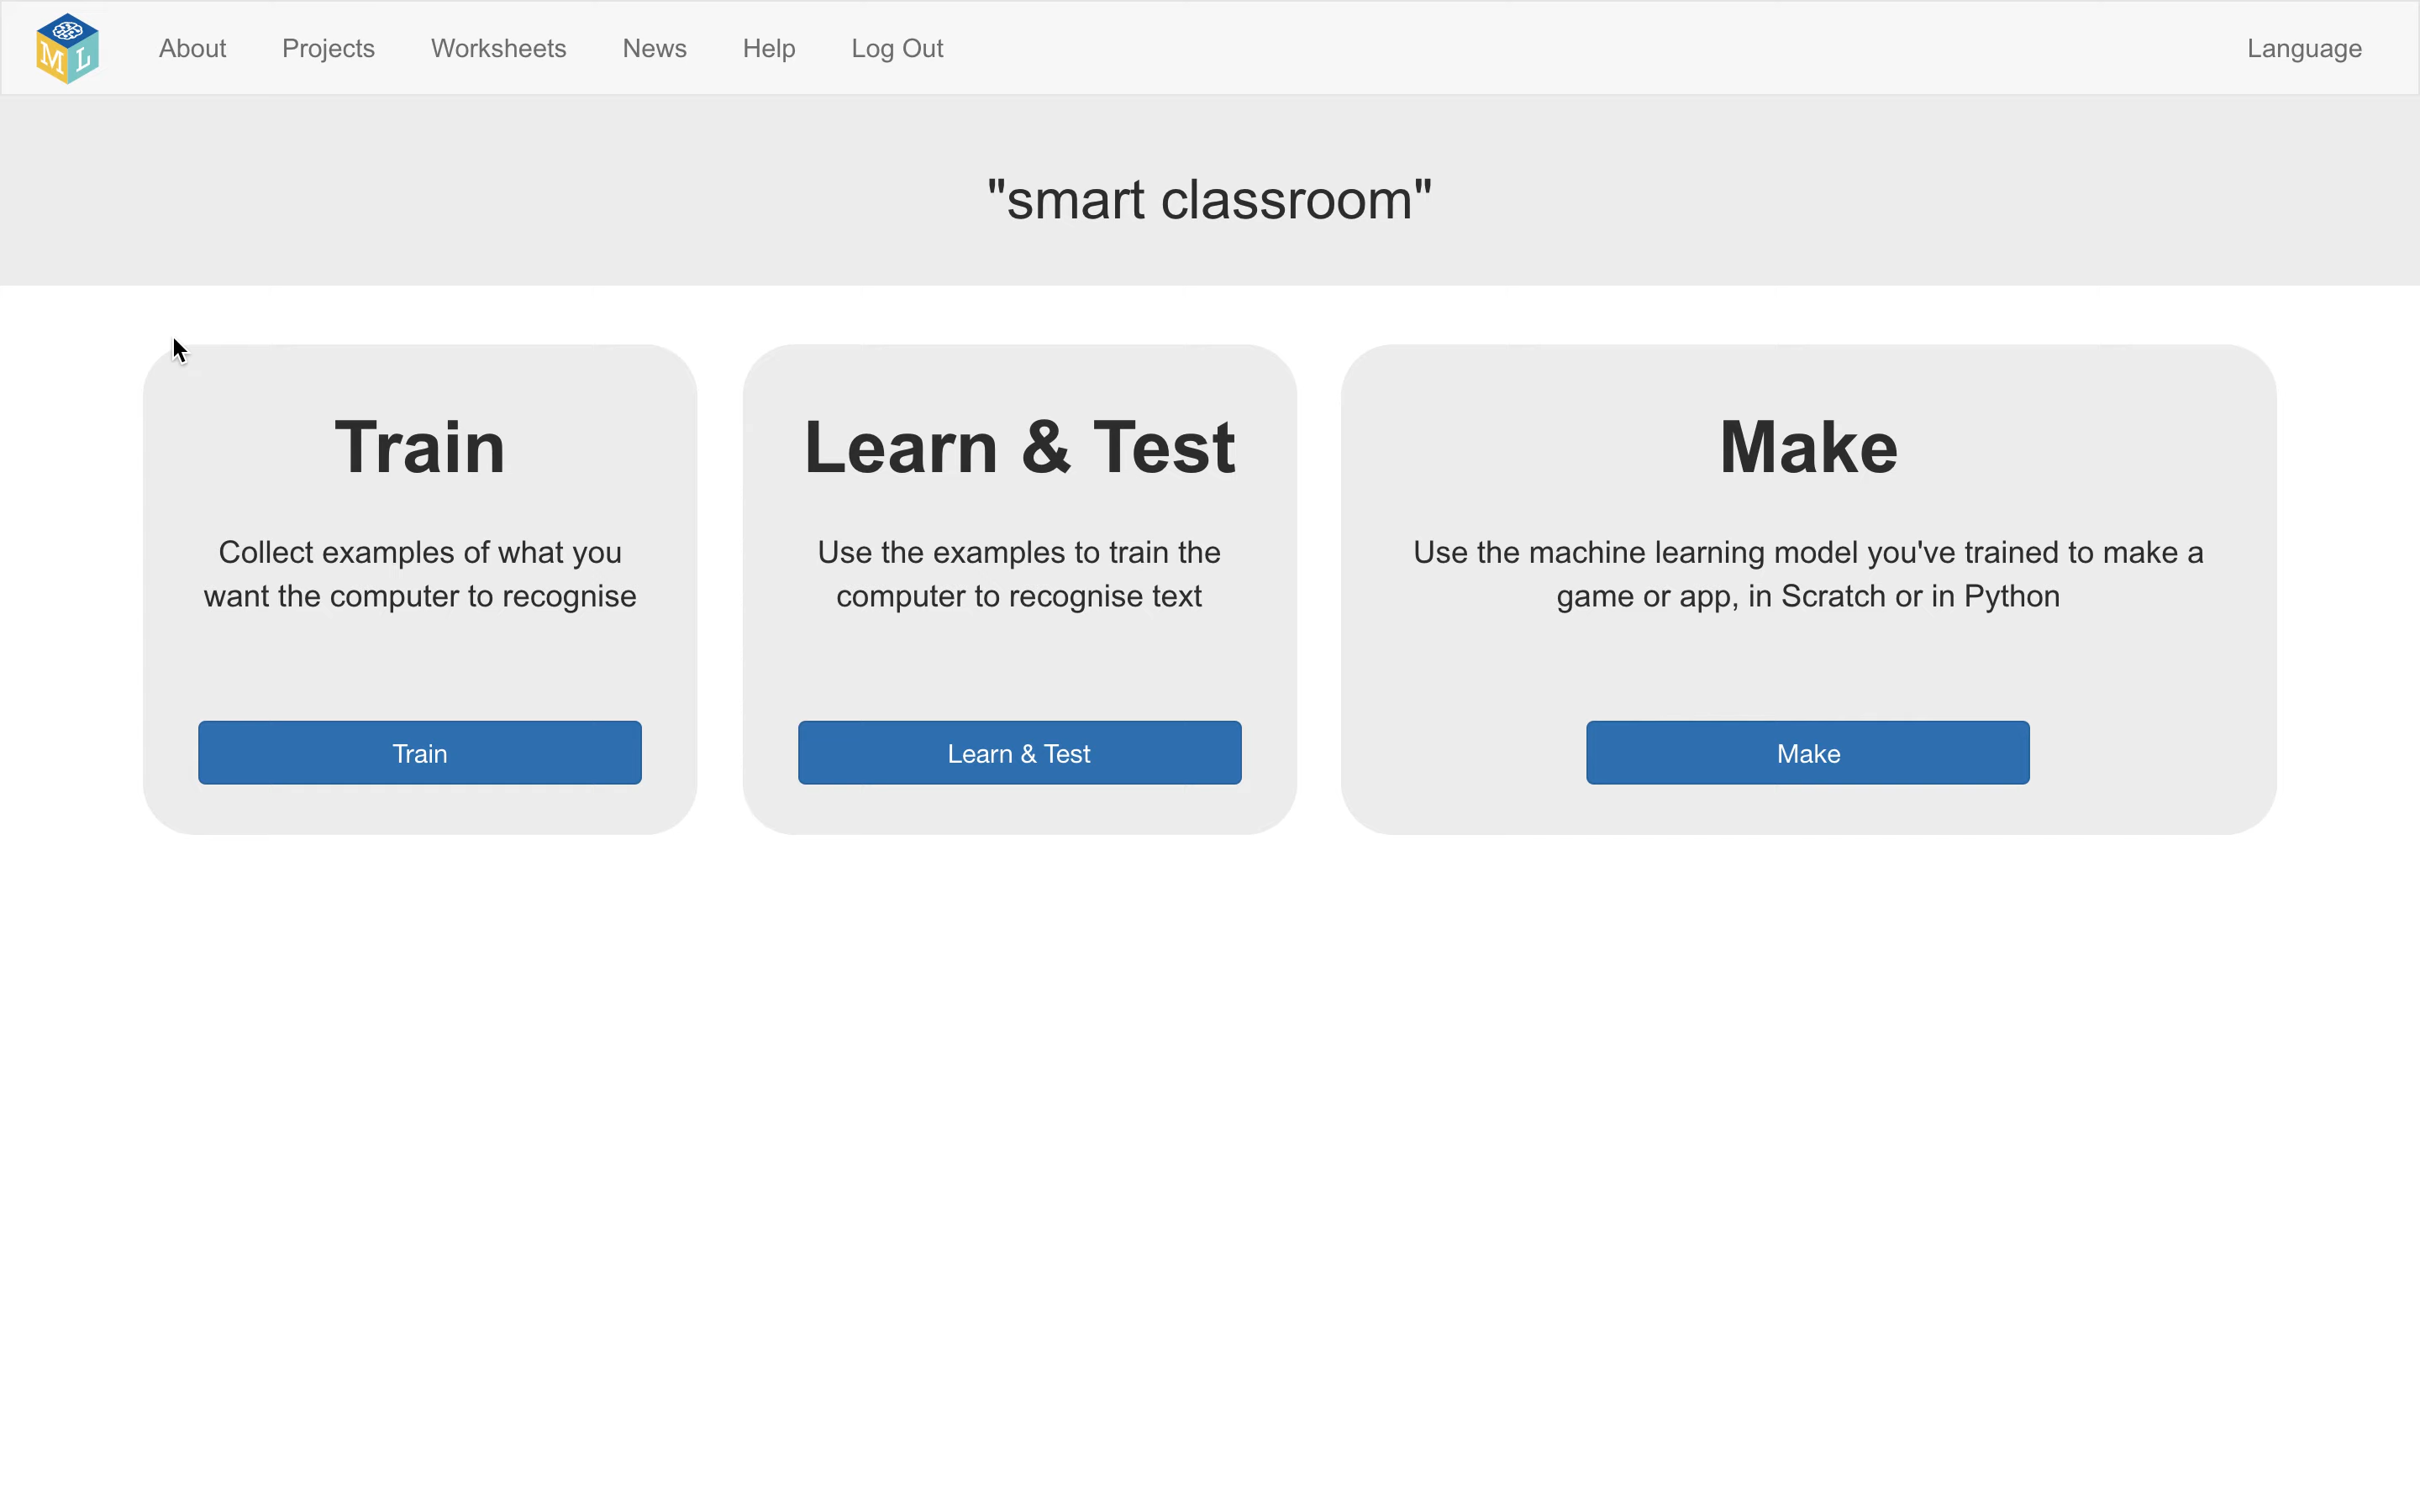 M L
About Projects Worksheets News Help Log Out Language
"smart classroom"
Train
Collect examples of what you
want the computer to recognise
Train
Learn & Test
Use the examples to train the
computer to recognise text
Learn & Test
Make
Use the machine learning model you've trained to make a
game or app, in Scratch or in Python
Make